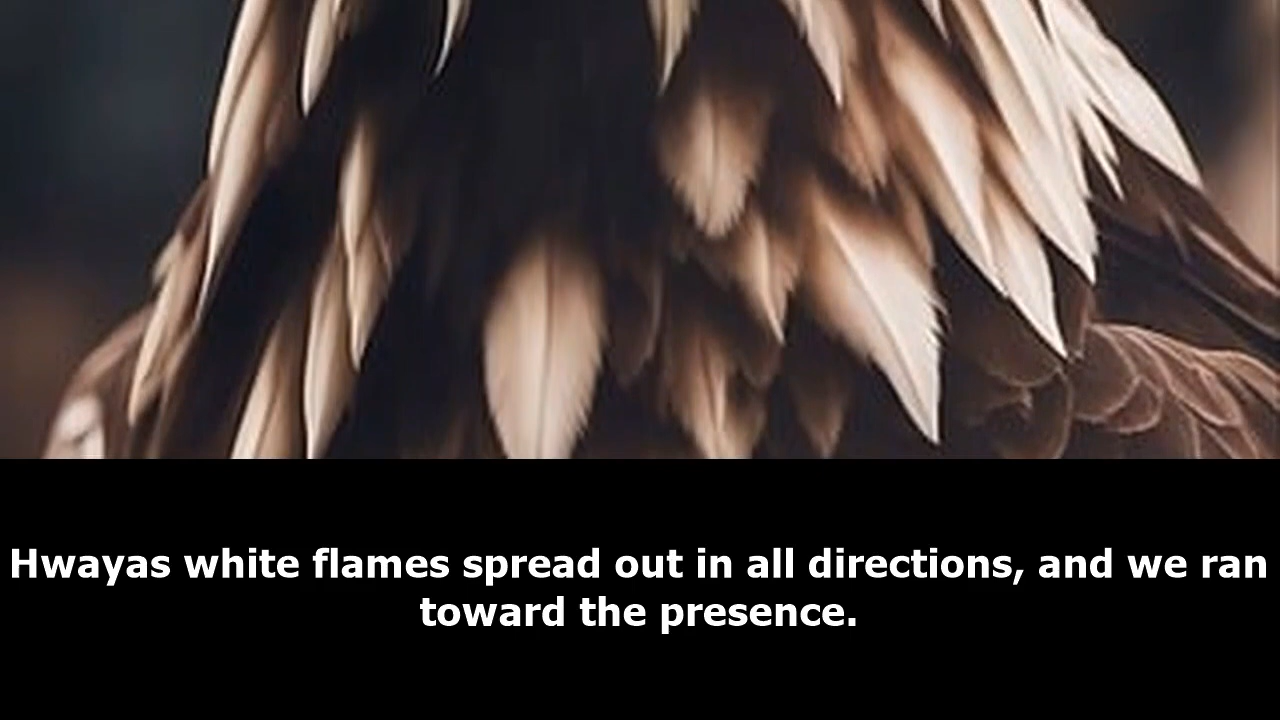 Hwayas white flames spread out in all directions, and we ran
toward the presence.